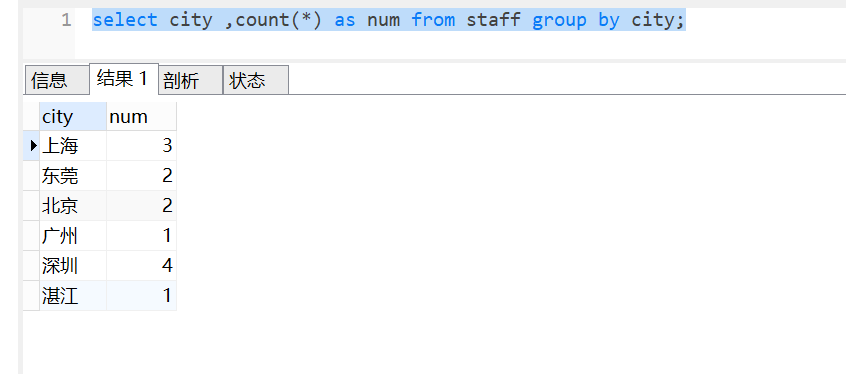 1 select city ,count(*) as num from staff group by city;
信息 结果 1 剖析 状态
city num
上海 3
东莞 2
北京 2
广州 1
深圳 4
湛江 1